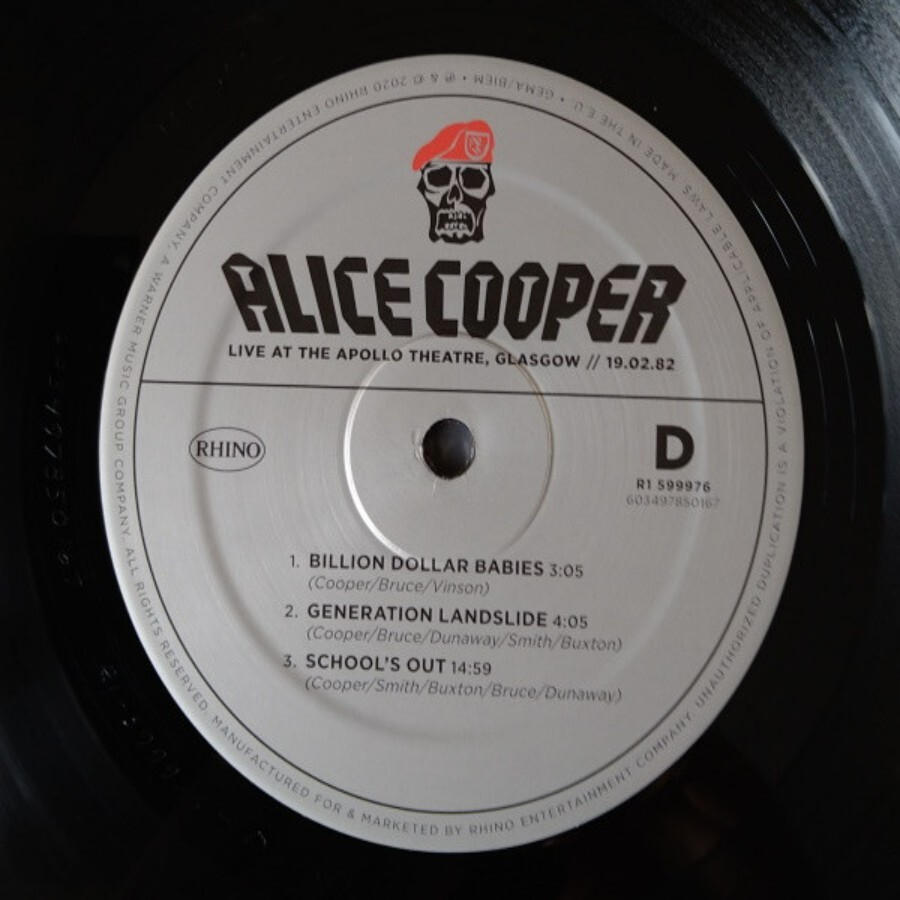 ALICE COOPER
LIVE AT THE APOLLO THEATRE, GLASGOW // 19.02.82
RHINO
D
R1 599976
603497850167
1. BILLION DOLLAR BABIES 3:05
(Cooper/Bruce/Vinson)
2. GENERATION LANDSLIDE 4:05
(Cooper/Bruce/Dunaway/Smith/Buxton)
3. SCHOOL'S OUT 14:59
(Cooper/Smith/Buxton/Bruce/Dunaway)
℗ & © 2020 RHINO ENTERTAINMENT COMPANY, A WARNER MUSIC GROUP COMPANY. ALL RIGHTS RESERVED. MANUFACTURED FOR & MARKETED BY RHINO ENTERTAINMENT COMPANY. UNAUTHORIZED DUPLICATION IS A VIOLATION OF APPLICABLE LAWS. MADE IN THE E.U. • GEMA/BIEM •